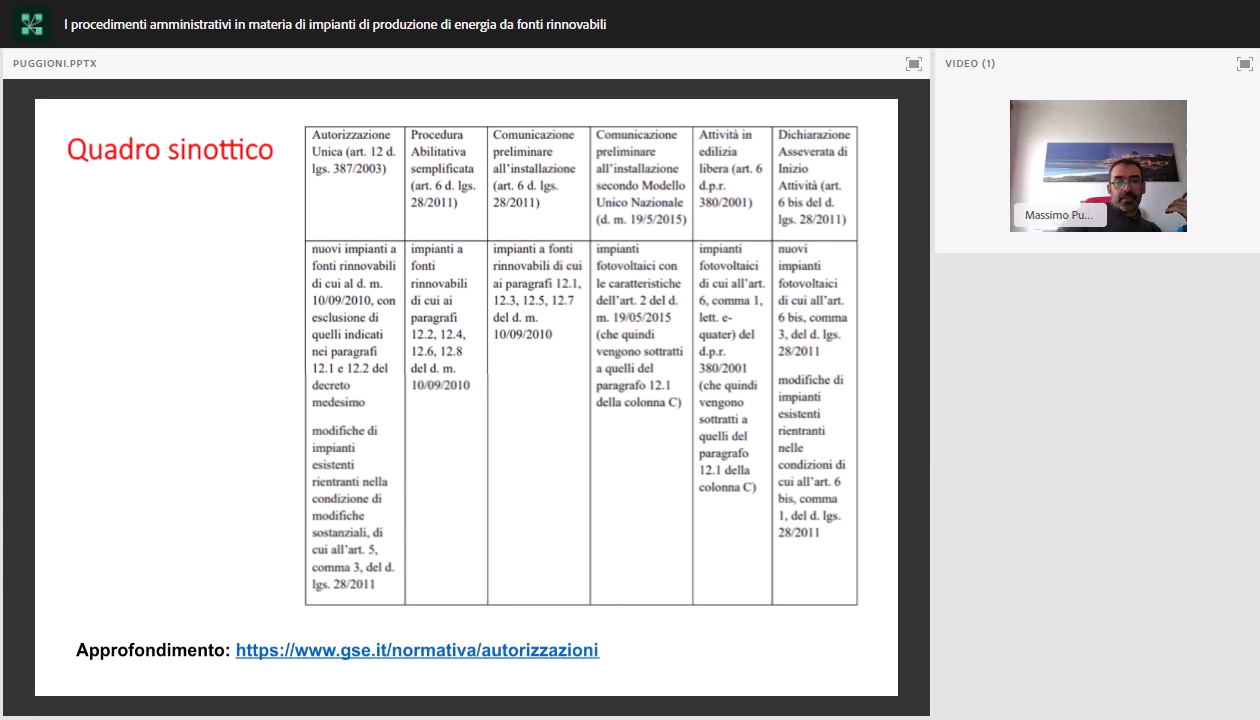 I procedimenti amministrativi in materia di impianti di produzione di energia da fonti rinnovabili
PUGGIONI.PPTX
VIDEO (1)
Massimo Pu...
Quadro sinottico
Autorizzazione
Unica (art. 12 d.
lgs. 387/2003)
Procedura
Abilitativa
semplificata
(art. 6 d. lgs.
28/2011)
Comunicazione
preliminare
all'installazione
(art. 6 d. lgs.
28/2011)
Comunicazione
preliminare
all'installazione
secondo Modello
Unico Nazionale
(d. m. 19/5/2015)
Attività in
edilizia
libera (art. 6
d.p.r.
380/2001)
Dichiarazione
Asseverata di
Inizio
Attività (art.
6 bis del d.
lgs. 28/2011)
nuovi impianti a
fonti rinnovabili
di cui al d. m.
10/09/2010, con
esclusione di
quelli indicati
nei paragrafi
12.1 e 12.2 del
decreto
medesimo
modifiche di
impianti
esistenti
rientranti nella
condizione di
modifiche
sostanziali, di
cui all'art. 5,
comma 3, del d.
lgs. 28/2011
impianti a
fonti
rinnovabili
di cui ai
paragrafi
12.2, 12.4,
12.6, 12.8
del d. m.
10/09/2010
impianti a fonti
rinnovabili di cui
ai paragrafi 12.1,
12.3, 12.5, 12.7
del d. m.
10/09/2010
impianti
fotovoltaici con
le caratteristiche
dell'art. 2 del d.
m. 19/05/2015
(che quindi
vengono sottratti
a quelli del
paragrafo 12.1
della colonna C)
impianti
fotovoltaici
di cui all'art.
6, comma 1,
lett. e-
quater) del
d.p.r.
380/2001
(che quindi
vengono
sottratti a
quelli del
paragrafo
12.1 della
colonna C)
nuovi
impianti
fotovoltaici
di cui all'art.
6 bis, comma
3, del d. lgs.
28/2011
modifiche di
impianti
esistenti
rientranti
nelle
condizioni di
cui all'art. 6
bis, comma
1, del d. lgs.
28/2011
Approfondimento: https://www.gse.it/normativa/autorizzazioni